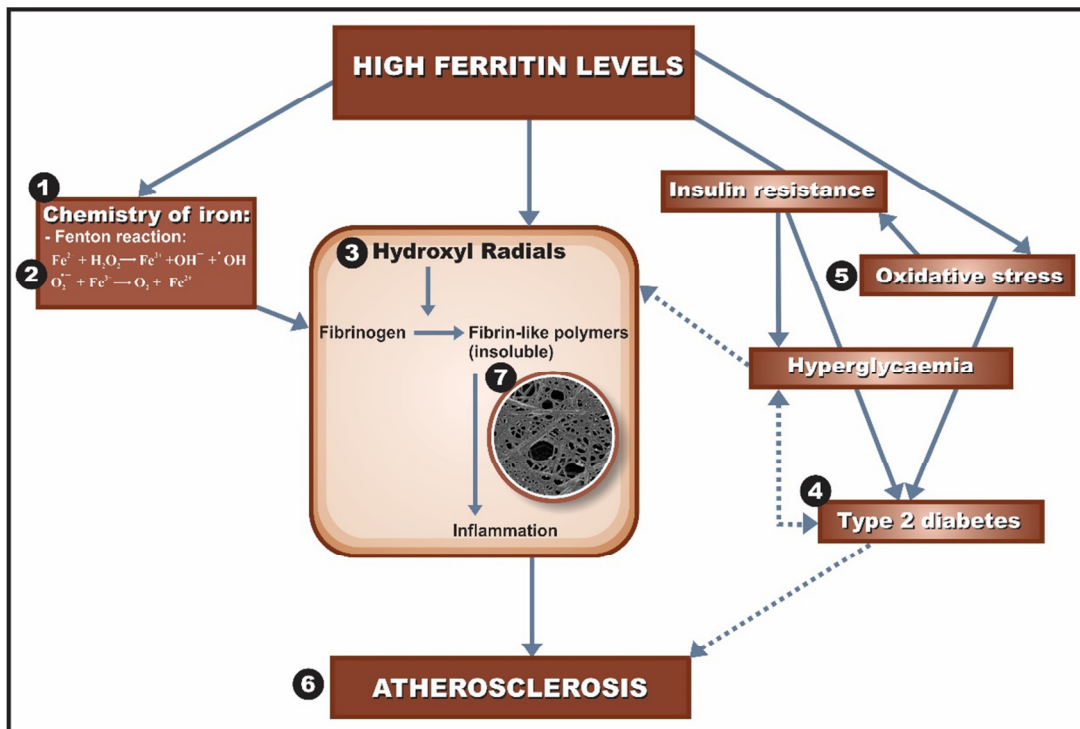 HIGH FERRITIN LEVELS
1
Chemistry of iron:
- Fenton reaction:
Fe²⁻ + H₂O₂ → Fe³⁺ + OH⁻ + •OH
2
O₂•⁻ + Fe³⁻ → O₂ + Fe²⁺
3 Hydroxyl Radials
Fibrinogen
Fibrin-like polymers
(insoluble)
7
Inflammation
Insulin resistance
5 Oxidative stress
Hyperglycaemia
4
Type 2 diabetes
6 ATHEROSCLEROSIS